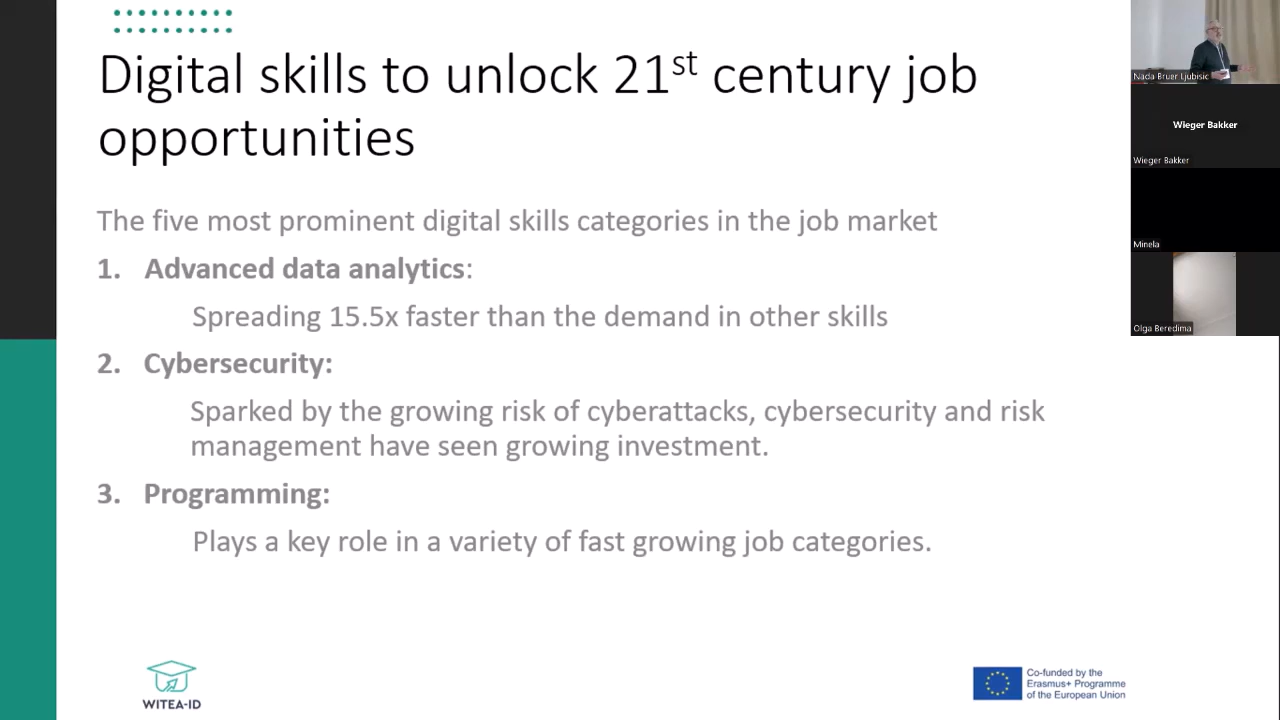 Digital skills to unlock 21st century job
opportunities
The five most prominent digital skills categories in the job market
1. Advanced data analytics:
Spreading 15.5x faster than the demand in other skills
2. Cybersecurity:
Sparked by the growing risk of cyberattacks, cybersecurity and risk
management have seen growing investment.
3. Programming:
Plays a key role in a variety of fast growing job categories.
WITEA-ID
Co-funded by the
Erasmus+ Programme
of the European Union
Nada Bruer Ljubisic
Wieger Bakker
Wieger Bakker
Minela
Olga Beredima